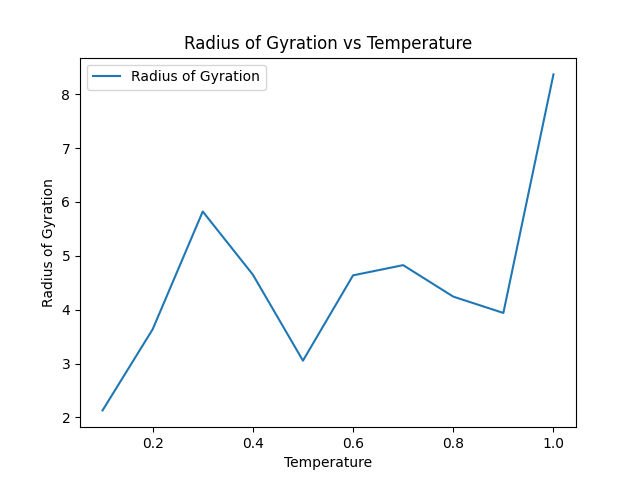 Radius of Gyration vs Temperature
Radius of Gyration
8
7
6
5
4
3
2
Radius of Gyration
0.2 0.4 0.6 0.8 1.0
Temperature